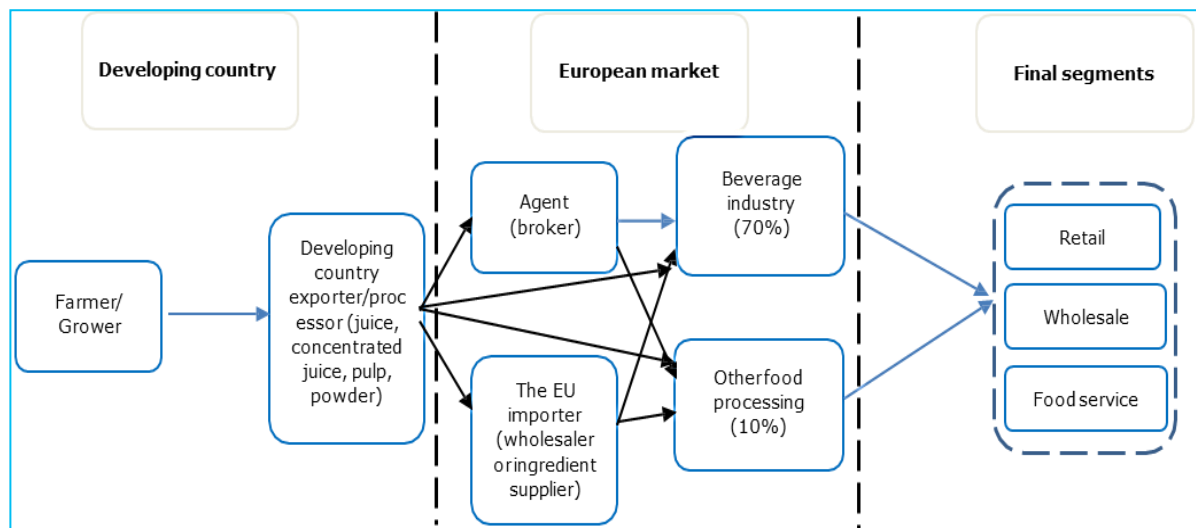 Developing country
European market
Final segments
Farmer/
Grower
Developing
country
exporter/proc
essor (juice,
concentrated
juice, pulp,
powder)
Agent
(broker)
The EU
importer
(wholesaler
oringredient
supplier)
Beverage
industry
(70%)
Otherfood
processing
(10%)
Retail
Wholesale
Food service